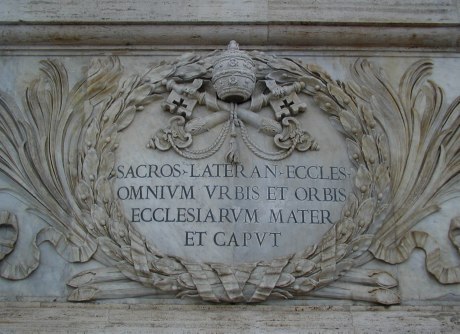 SACROS · LATERAN · ECCLES ·
OMNIVM VRBIS ET ORBIS
ECCLESIARVM MATER
ET CAPVT